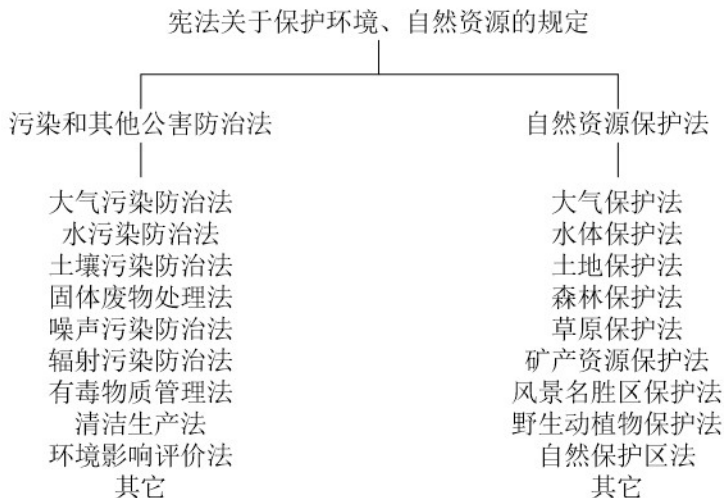 宪法关于保护环境、自然资源的规定
污染和其他公害防治法
大气污染防治法
水污染防治法
土壤污染防治法
固体废物处理法
噪声污染防治法
辐射污染防治法
有毒物质管理法
清洁生产法
环境影响评价法
其它
自然资源保护法
大气保护法
水体保护法
土地保护法
森林保护法
草原保护法
矿产资源保护法
风景名胜区保护法
野生动植物保护法
自然保护区法
其它